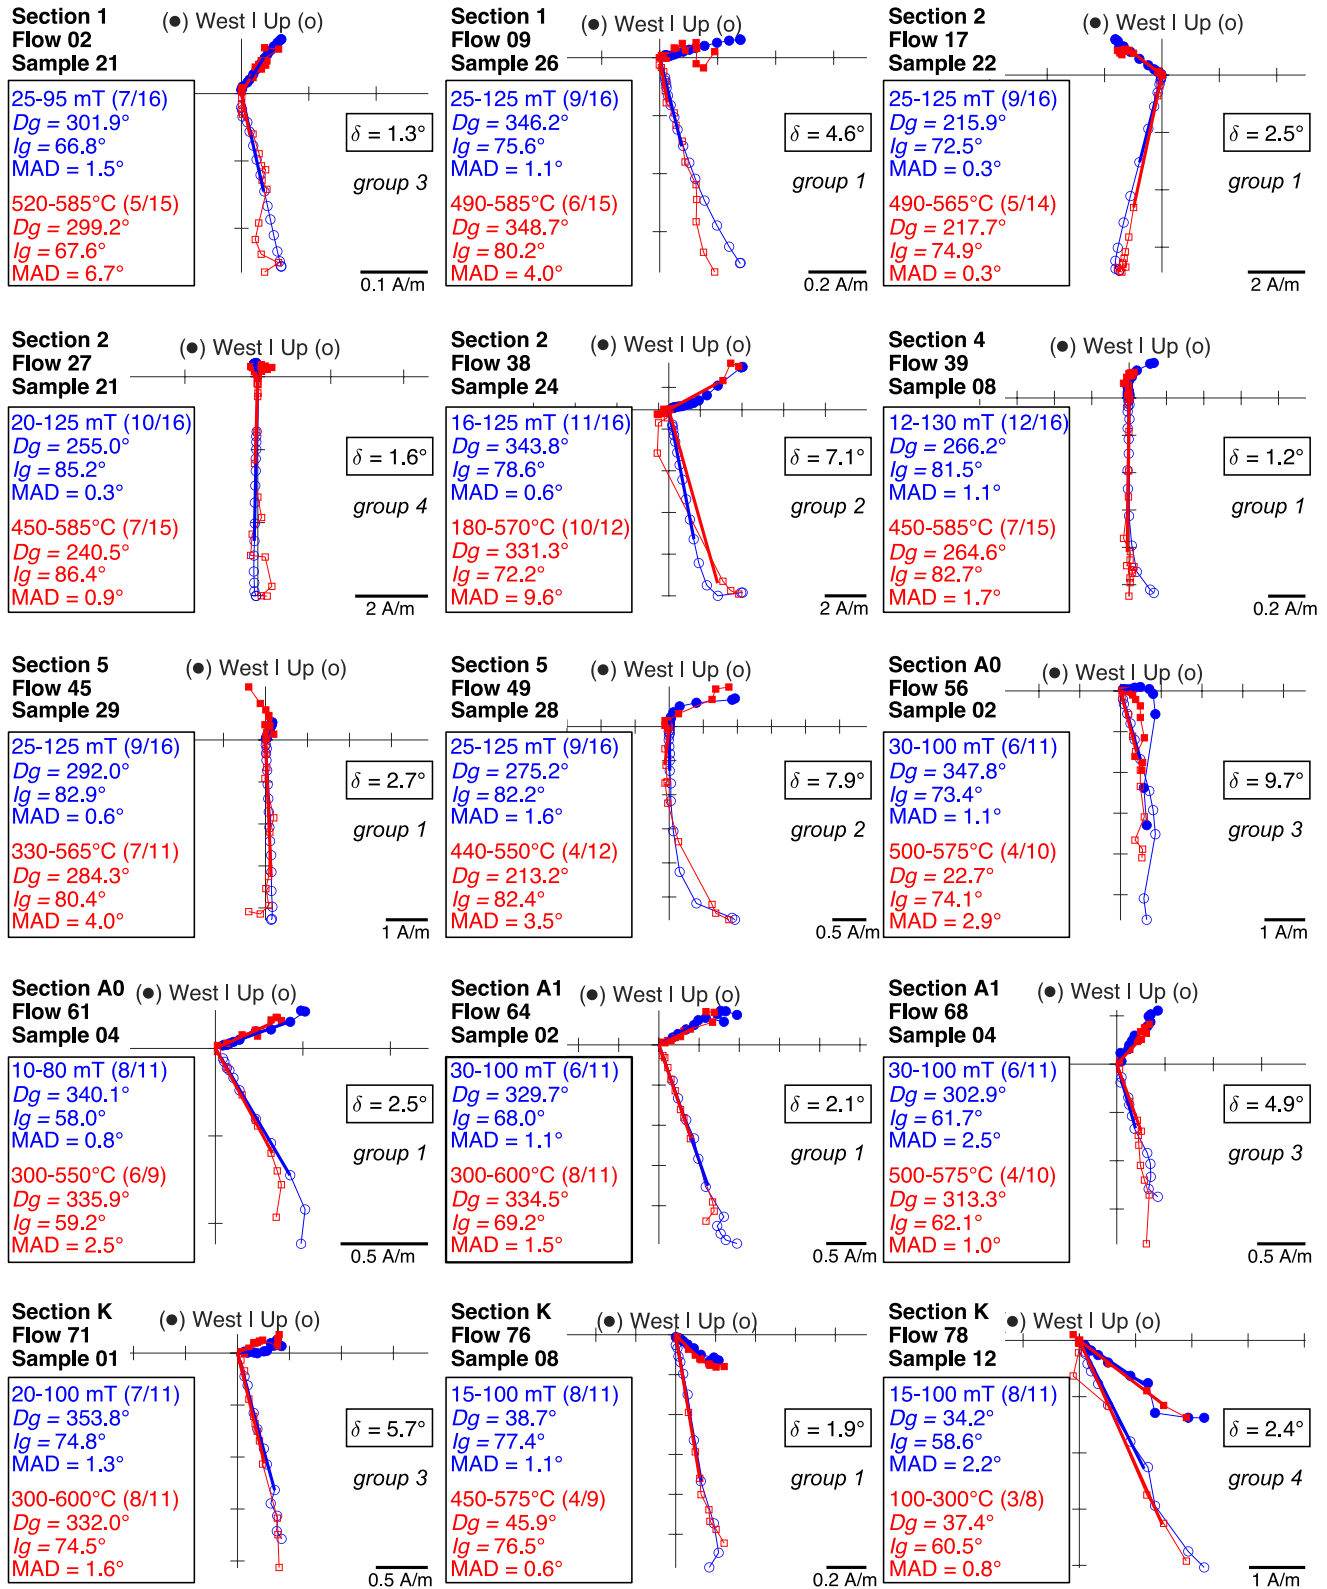 Section 1
Flow 02
Sample 21
(●) West | Up (o)
25-95 mT (7/16)
Dg = 301.9°
Ig = 66.8°
MAD = 1.5°
520-585°C (5/15)
Dg = 299.2°
Ig = 67.6°
MAD = 6.7°
δ = 1.3°
group 3
0.1 A/m
Section 1
Flow 09
Sample 26
(●) West | Up (o)
25-125 mT (9/16)
Dg = 346.2°
Ig = 75.6°
MAD = 1.1°
490-585°C (6/15)
Dg = 348.7°
Ig = 80.2°
MAD = 4.0°
δ = 4.6°
group 1
0.2 A/m
Section 2
Flow 17
Sample 22
(●) West | Up (o)
25-125 mT (9/16)
Dg = 215.9°
Ig = 72.5°
MAD = 0.3°
490-565°C (5/14)
Dg = 217.7°
Ig = 74.9°
MAD = 0.3°
δ = 2.5°
group 1
2 A/m
Section 2
Flow 27
Sample 21
(●) West | Up (o)
20-125 mT (10/16)
Dg = 255.0°
Ig = 85.2°
MAD = 0.3°
450-585°C (7/15)
Dg = 240.5°
Ig = 86.4°
MAD = 0.9°
δ = 1.6°
group 4
2 A/m
Section 2
Flow 38
Sample 24
(●) West | Up (o)
16-125 mT (11/16)
Dg = 343.8°
Ig = 78.6°
MAD = 0.6°
180-570°C (10/12)
Dg = 331.3°
Ig = 72.2°
MAD = 9.6°
δ = 7.1°
group 2
2 A/m
Section 4
Flow 39
Sample 08
(●) West | Up (o)
12-130 mT (12/16)
Dg = 266.2°
Ig = 81.5°
MAD = 1.1°
450-585°C (7/15)
Dg = 264.6°
Ig = 82.7°
MAD = 1.7°
δ = 1.2°
group 1
0.2 A/m
Section 5
Flow 45
Sample 29
(●) West | Up (o)
25-125 mT (9/16)
Dg = 292.0°
Ig = 82.9°
MAD = 0.6°
330-565°C (7/11)
Dg = 284.3°
Ig = 80.4°
MAD = 4.0°
δ = 2.7°
group 1
1 A/m
Section 5
Flow 49
Sample 28
(●) West | Up (o)
25-125 mT (9/16)
Dg = 275.2°
Ig = 82.2°
MAD = 1.6°
440-550°C (4/12)
Dg = 213.2°
Ig = 82.4°
MAD = 3.5°
δ = 7.9°
group 2
0.5 A/m
Section A0
Flow 56
Sample 02
(●) West | Up (o)
30-100 mT (6/11)
Dg = 347.8°
Ig = 73.4°
MAD = 1.1°
500-575°C (4/10)
Dg = 22.7°
Ig = 74.1°
MAD = 2.9°
δ = 9.7°
group 3
1 A/m
Section A0
Flow 61
Sample 04
(●) West | Up (o)
10-80 mT (8/11)
Dg = 340.1°
Ig = 58.0°
MAD = 0.8°
300-550°C (6/9)
Dg = 335.9°
Ig = 59.2°
MAD = 2.5°
δ = 2.5°
group 1
0.5 A/m
Section A1
Flow 64
Sample 02
(●) West | Up (o)
30-100 mT (6/11)
Dg = 329.7°
Ig = 68.0°
MAD = 1.1°
300-600°C (8/11)
Dg = 334.5°
Ig = 69.2°
MAD = 1.5°
δ = 2.1°
group 1
0.5 A/m
Section A1
Flow 68
Sample 04
(●) West | Up (o)
30-100 mT (6/11)
Dg = 302.9°
Ig = 61.7°
MAD = 2.5°
500-575°C (4/10)
Dg = 313.3°
Ig = 62.1°
MAD = 1.0°
δ = 4.9°
group 3
0.5 A/m
Section K
Flow 71
Sample 01
(●) West | Up (o)
20-100 mT (7/11)
Dg = 353.8°
Ig = 74.8°
MAD = 1.3°
300-600°C (8/11)
Dg = 332.0°
Ig = 74.5°
MAD = 1.6°
δ = 5.7°
group 3
0.5 A/m
Section K
Flow 76
Sample 08
(●) West | Up (o)
15-100 mT (8/11)
Dg = 38.7°
Ig = 77.4°
MAD = 1.1°
450-575°C (4/9)
Dg = 45.9°
Ig = 76.5°
MAD = 0.6°
δ = 1.9°
group 1
0.2 A/m
Section K
Flow 78
Sample 12
●) West | Up (o)
15-100 mT (8/11)
Dg = 34.2°
Ig = 58.6°
MAD = 2.2°
100-300°C (3/8)
Dg = 37.4°
Ig = 60.5°
MAD = 0.8°
δ = 2.4°
group 4
1 A/m